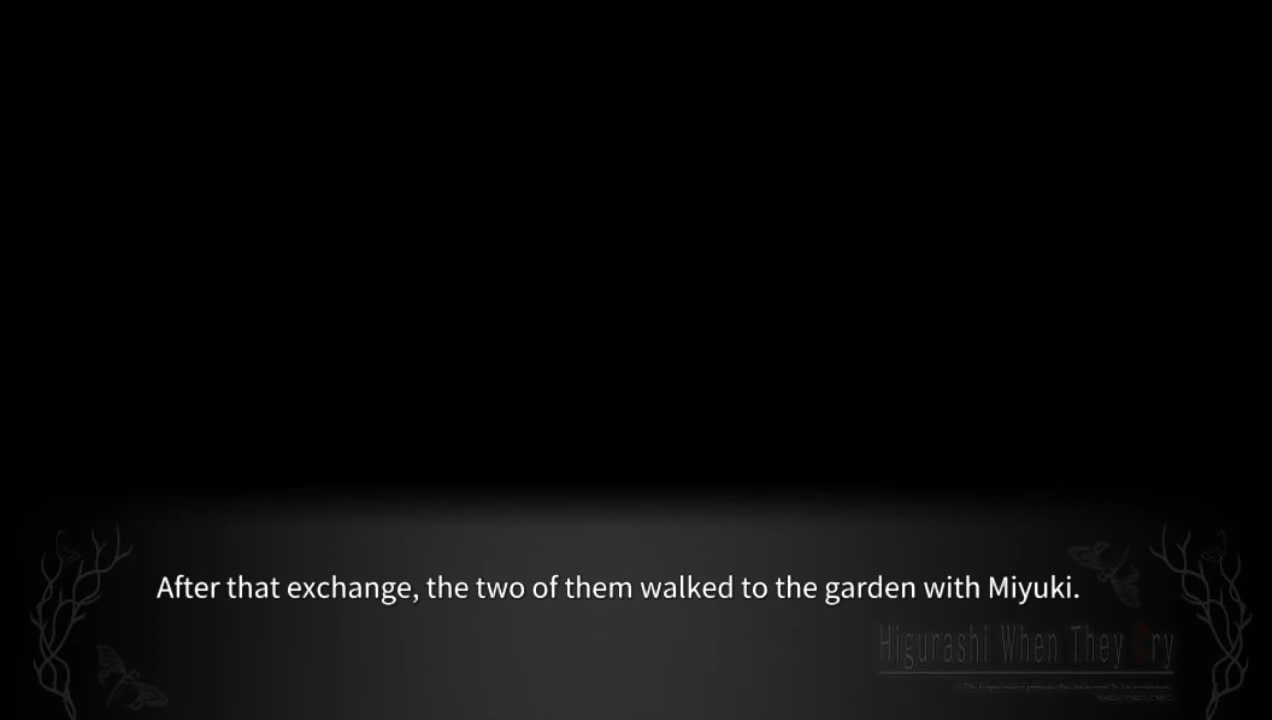 After that exchange, the two of them walked to the garden with Miyuki.
Higurashi When They Cry